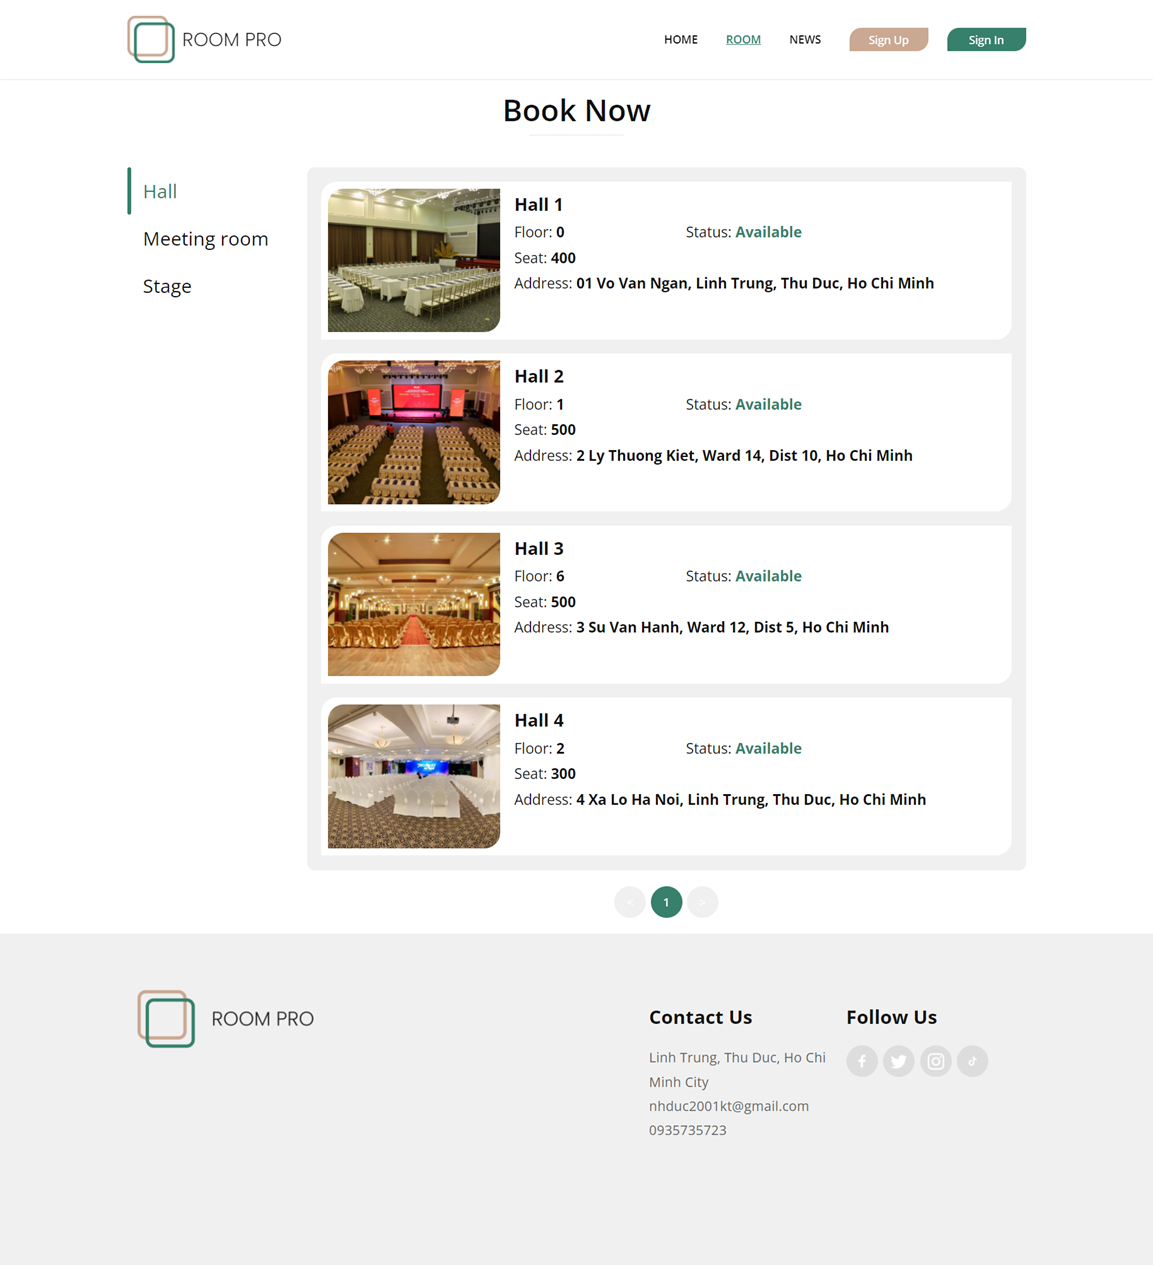 ROOM PRO
HOME
ROOM
NEWS
Sign Up
Sign In
Book Now
Hall
Meeting room
Stage
Hall 1
Floor: 0
Status: Available
Seat: 400
Address: 01 Vo Van Ngan, Linh Trung, Thu Duc, Ho Chi Minh
Hall 2
Floor: 1
Status: Available
Seat: 500
Address: 2 Ly Thuong Kiet, Ward 14, Dist 10, Ho Chi Minh
Hall 3
Floor: 6
Status: Available
Seat: 500
Address: 3 Su Van Hanh, Ward 12, Dist 5, Ho Chi Minh
Hall 4
Floor: 2
Status: Available
Seat: 300
Address: 4 Xa Lo Ha Noi, Linh Trung, Thu Duc, Ho Chi Minh
< 1 >
ROOM PRO
Contact Us
Linh Trung, Thu Duc, Ho Chi
Minh City
nhduc2001kt@gmail.com
0935735723
Follow Us